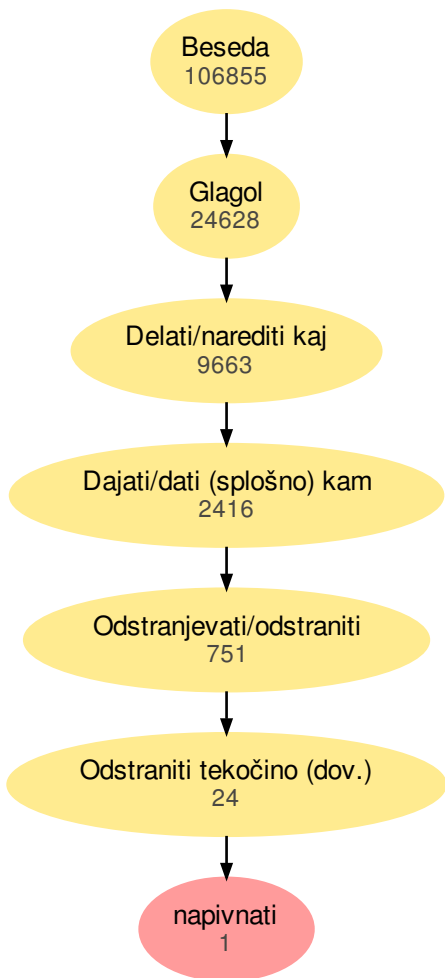 Beseda
106855
Glagol
24628
Delati/narediti kaj
9663
Dajati/dati (splošno) kam
2416
Odstranjevati/odstraniti
751
Odstraniti tekočino (dov.)
24
napivnati
1